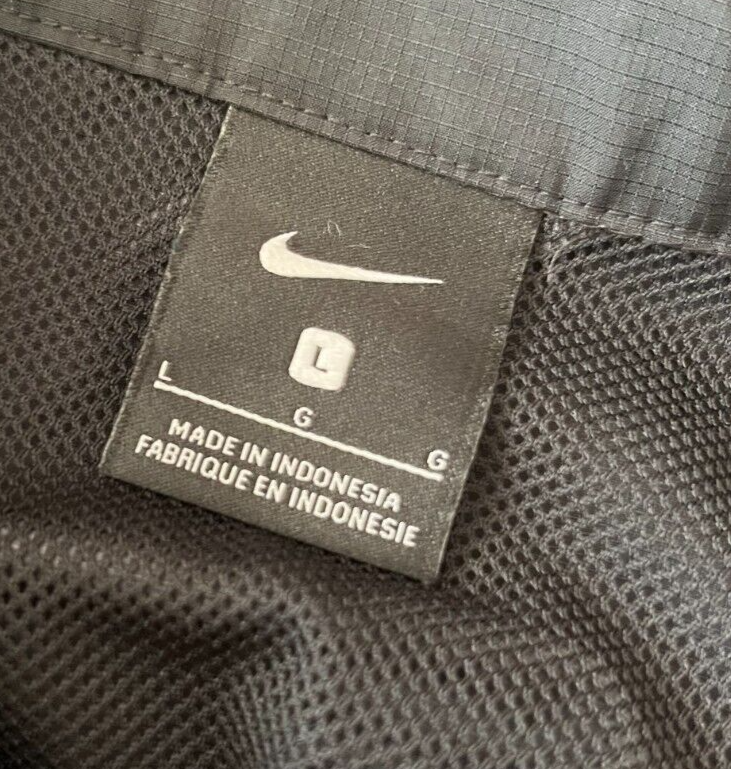 L
L G G
MADE IN INDONESIA
FABRIQUE EN INDONESIE